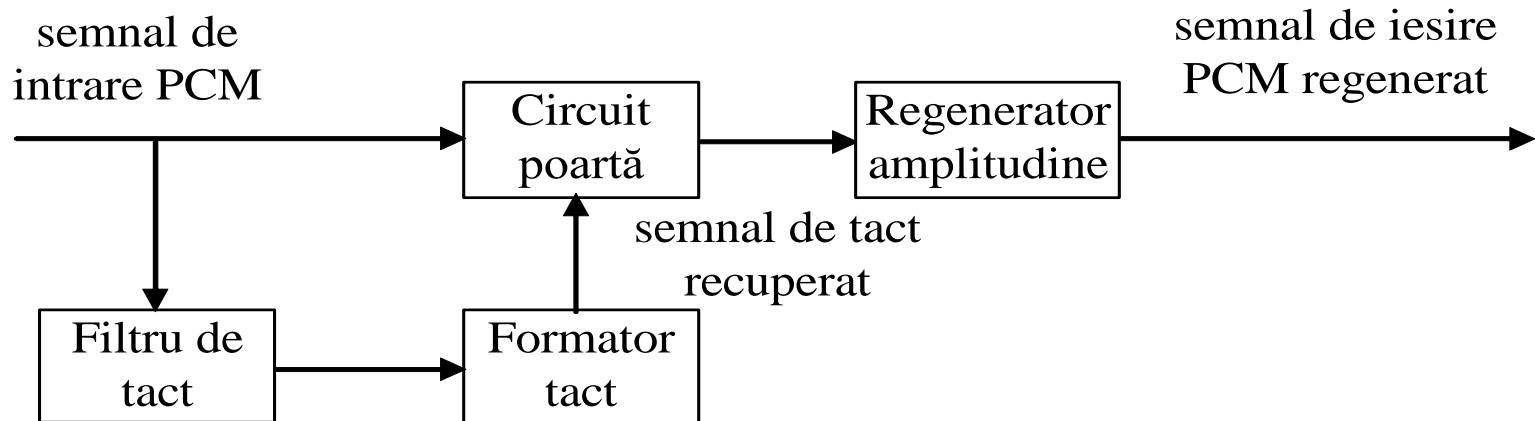 semnal de
intrare PCM
semnal de iesire
PCM regenerat
Circuit
poartă
Regenerator
amplitudine
semnal de tact
recuperat
Filtru de
tact
Formator
tact